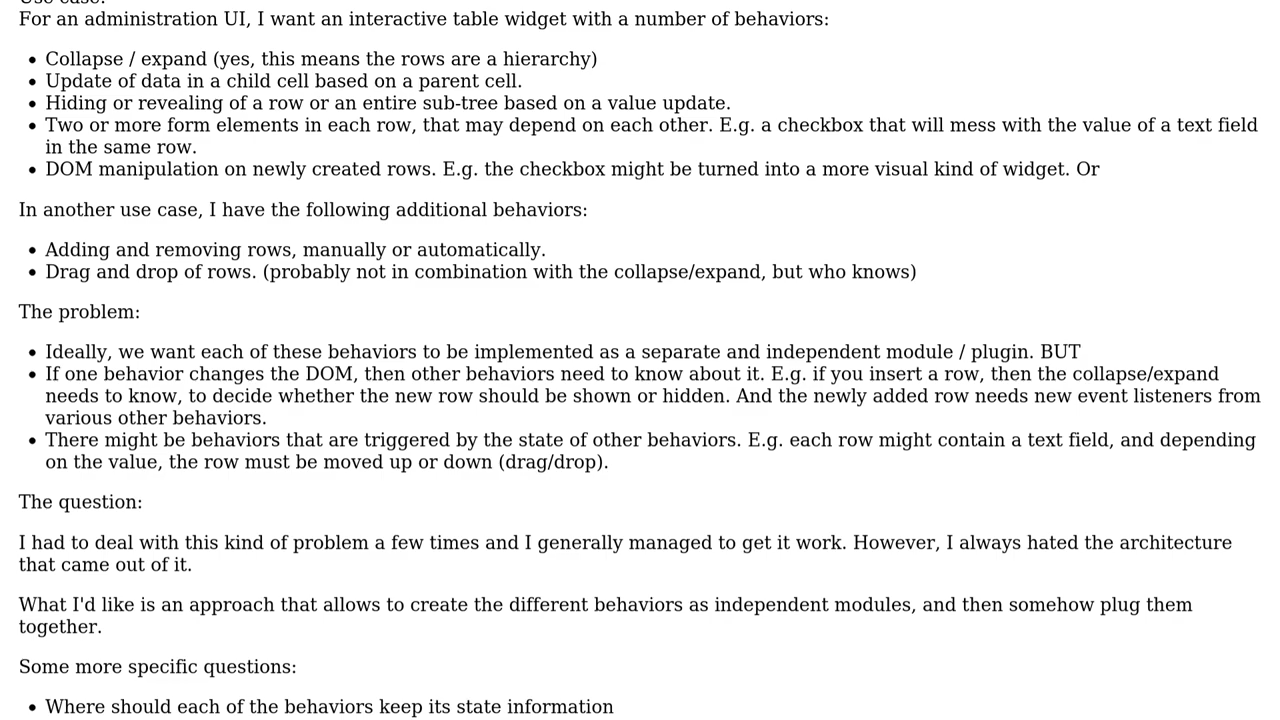 For an administration UI, I want an interactive table widget with a number of behaviors:
• Collapse / expand (yes, this means the rows are a hierarchy)
• Update of data in a child cell based on a parent cell.
• Hiding or revealing of a row or an entire sub-tree based on a value update.
• Two or more form elements in each row, that may depend on each other. E.g. a checkbox that will mess with the value of a text field
in the same row.
• DOM manipulation on newly created rows. E.g. the checkbox might be turned into a more visual kind of widget. Or
In another use case, I have the following additional behaviors:
• Adding and removing rows, manually or automatically.
• Drag and drop of rows. (probably not in combination with the collapse/expand, but who knows)
The problem:
• Ideally, we want each of these behaviors to be implemented as a separate and independent module / plugin. BUT
• If one behavior changes the DOM, then other behaviors need to know about it. E.g. if you insert a row, then the collapse/expand
needs to know, to decide whether the new row should be shown or hidden. And the newly added row needs new event listeners from
various other behaviors.
• There might be behaviors that are triggered by the state of other behaviors. E.g. each row might contain a text field, and depending
on the value, the row must be moved up or down (drag/drop).
The question:
I had to deal with this kind of problem a few times and I generally managed to get it work. However, I always hated the architecture
that came out of it.
What I'd like is an approach that allows to create the different behaviors as independent modules, and then somehow plug them
together.
Some more specific questions:
• Where should each of the behaviors keep its state information